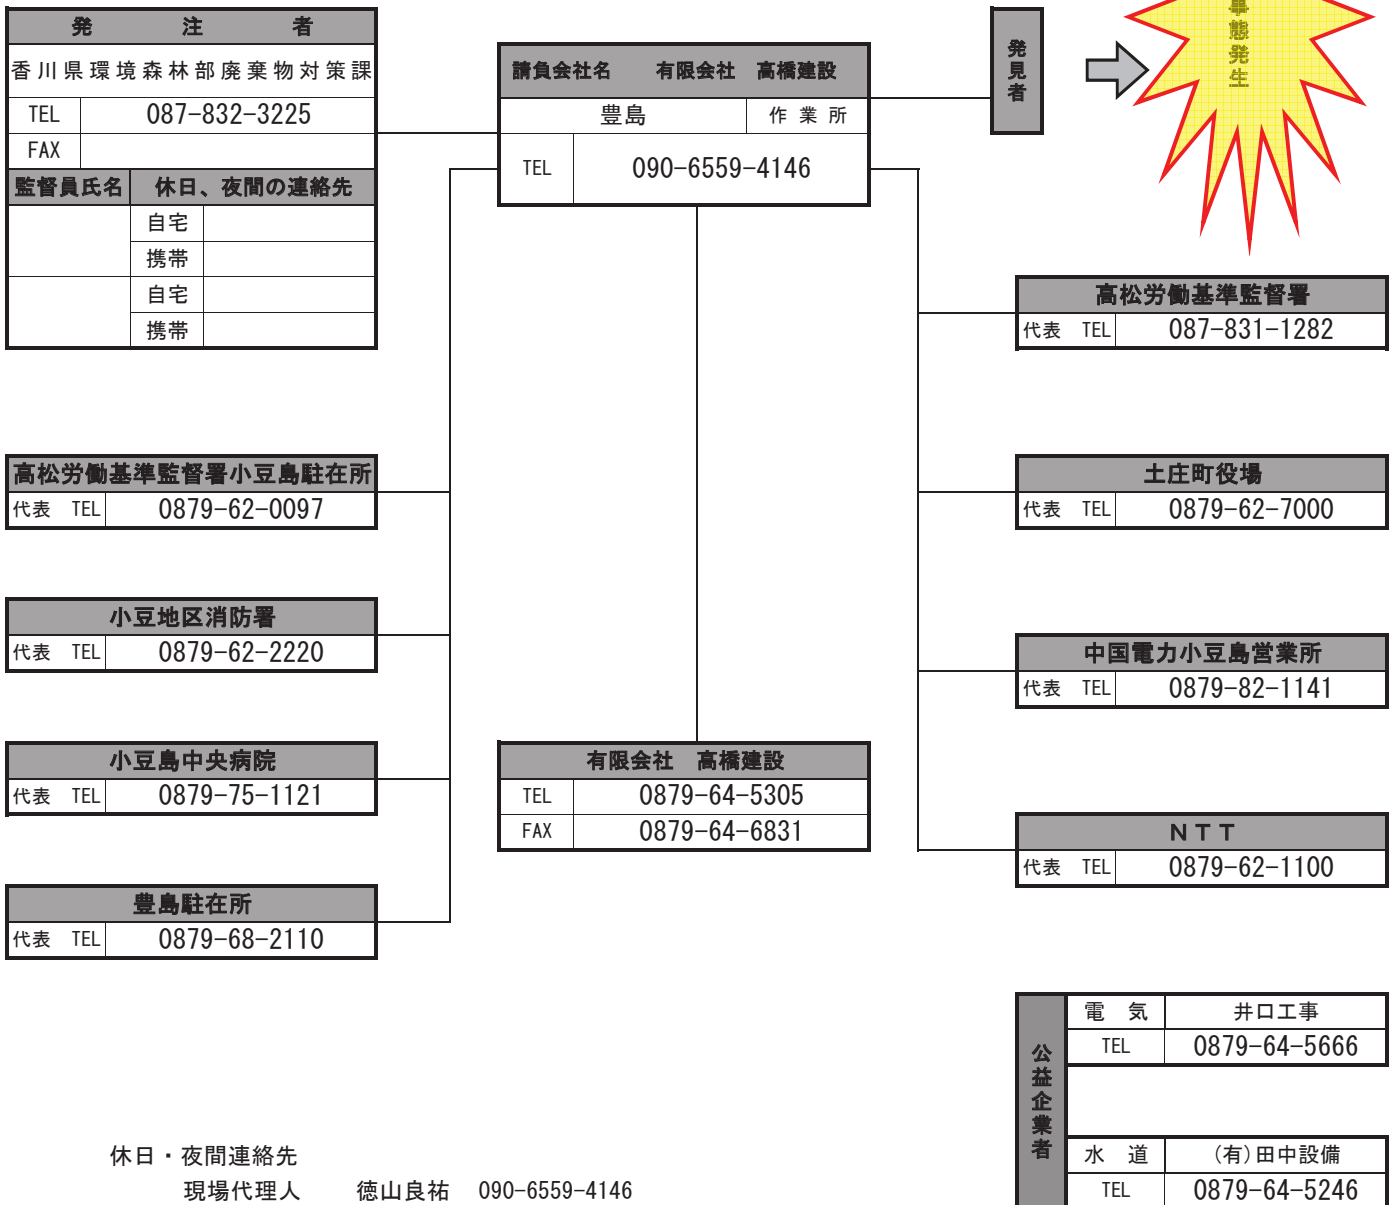 発　注　者
香川県環境森林部廃棄物対策課
TEL 087-832-3225
FAX
監督員氏名 休日、夜間の連絡先
自宅
携帯
自宅
携帯
請負会社名　有限会社　高橋建設
豊島 作業所
TEL 090-6559-4146
発見者
事態発生
高松労働基準監督署
代表 TEL 087-831-1282
高松労働基準監督署小豆島駐在所
代表 TEL 0879-62-0097
土庄町役場
代表 TEL 0879-62-7000
小豆地区消防署
代表 TEL 0879-62-2220
中国電力小豆島営業所
代表 TEL 0879-82-1141
小豆島中央病院
代表 TEL 0879-75-1121
有限会社　高橋建設
TEL 0879-64-5305
FAX 0879-64-6831
NTT
代表 TEL 0879-62-1100
豊島駐在所
代表 TEL 0879-68-2110
公益企業者
電　気 井口工事
TEL 0879-64-5666
水　道 (有)田中設備
TEL 0879-64-5246
休日・夜間連絡先
現場代理人　徳山良祐　090-6559-4146